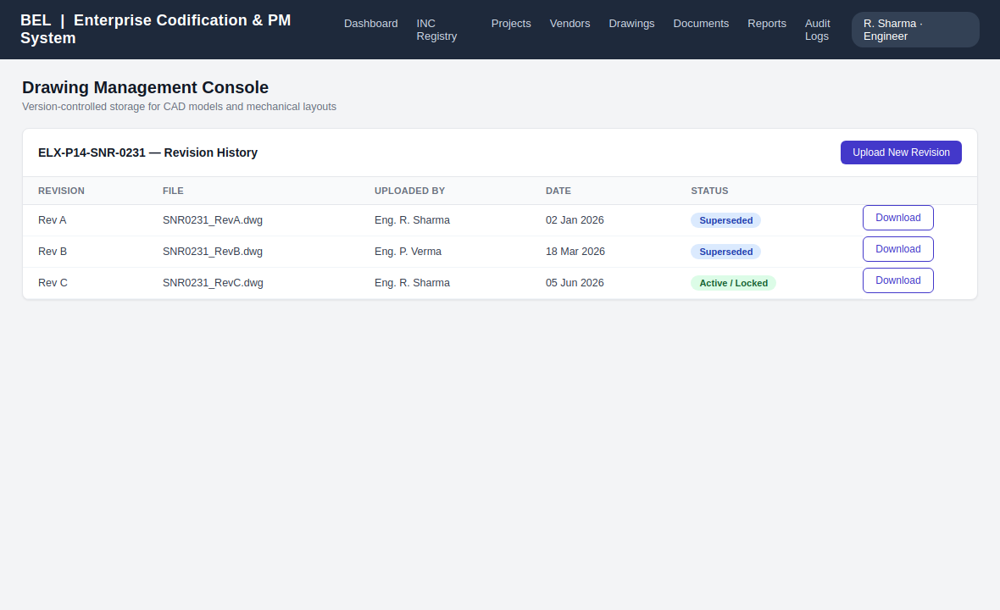 BEL | Enterprise Codification & PM
System
Dashboard
INC
Registry
Projects
Vendors
Drawings
Documents
Reports
Audit
Logs
R. Sharma ·
Engineer
Drawing Management Console
Version-controlled storage for CAD models and mechanical layouts
ELX-P14-SNR-0231 — Revision History
Upload New Revision
REVISION FILE UPLOADED BY DATE STATUS
Rev A SNR0231_RevA.dwg Eng. R. Sharma 02 Jan 2026 Superseded Download
Rev B SNR0231_RevB.dwg Eng. P. Verma 18 Mar 2026 Superseded Download
Rev C SNR0231_RevC.dwg Eng. R. Sharma 05 Jun 2026 Active / Locked Download